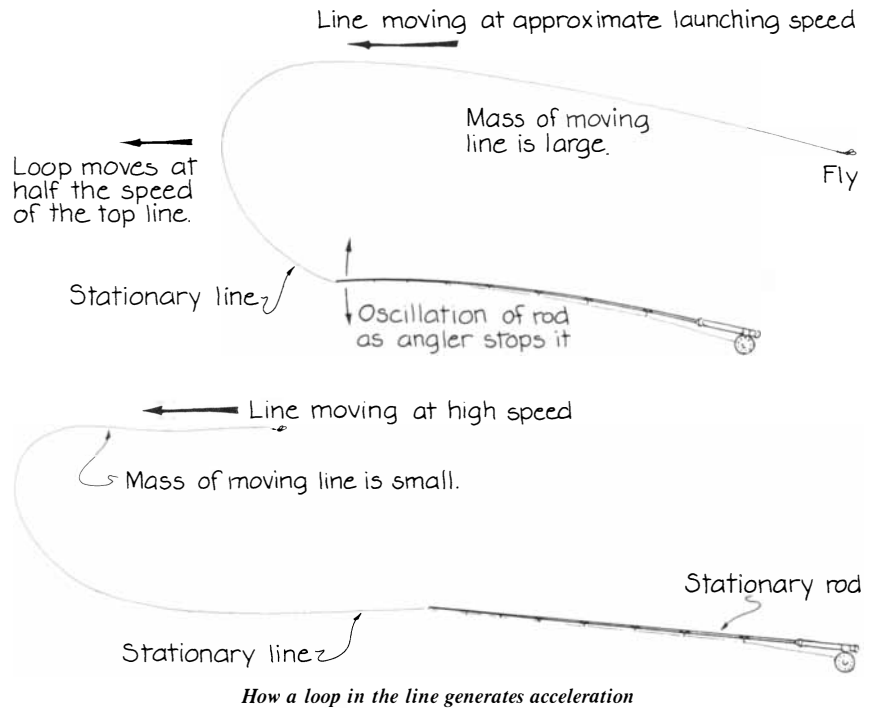 Line moving at approximate launching speed
Mass of moving
line is large.
Fly
Loop moves at
half the speed
of the top line.
Stationary line
Oscillation of rod
as angler stops it
Line moving at high speed
Mass of moving line is small.
Stationary rod
Stationary line
How a loop in the line generates acceleration